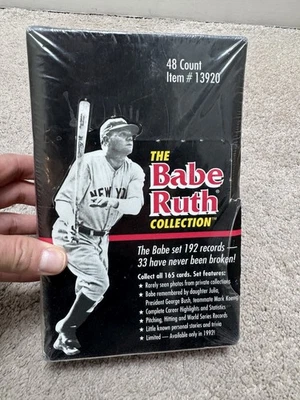 48 Count
Item # 13920
THE
Babe
Ruth
COLLECTION™
NEW YORK
The Babe set 192 records —
33 have never been broken!
Collect all 165 cards. Set features:
★ Rarely seen photos from private collections
★ Babe remembered by daughter Julia,
President George Bush, teammate Mark Koenig
★ Complete Career Highlights and Statistics
★ Pitching, Hitting and World Series Records
★ Little known personal stories and trivia
★ Limited — Available only in 1992!